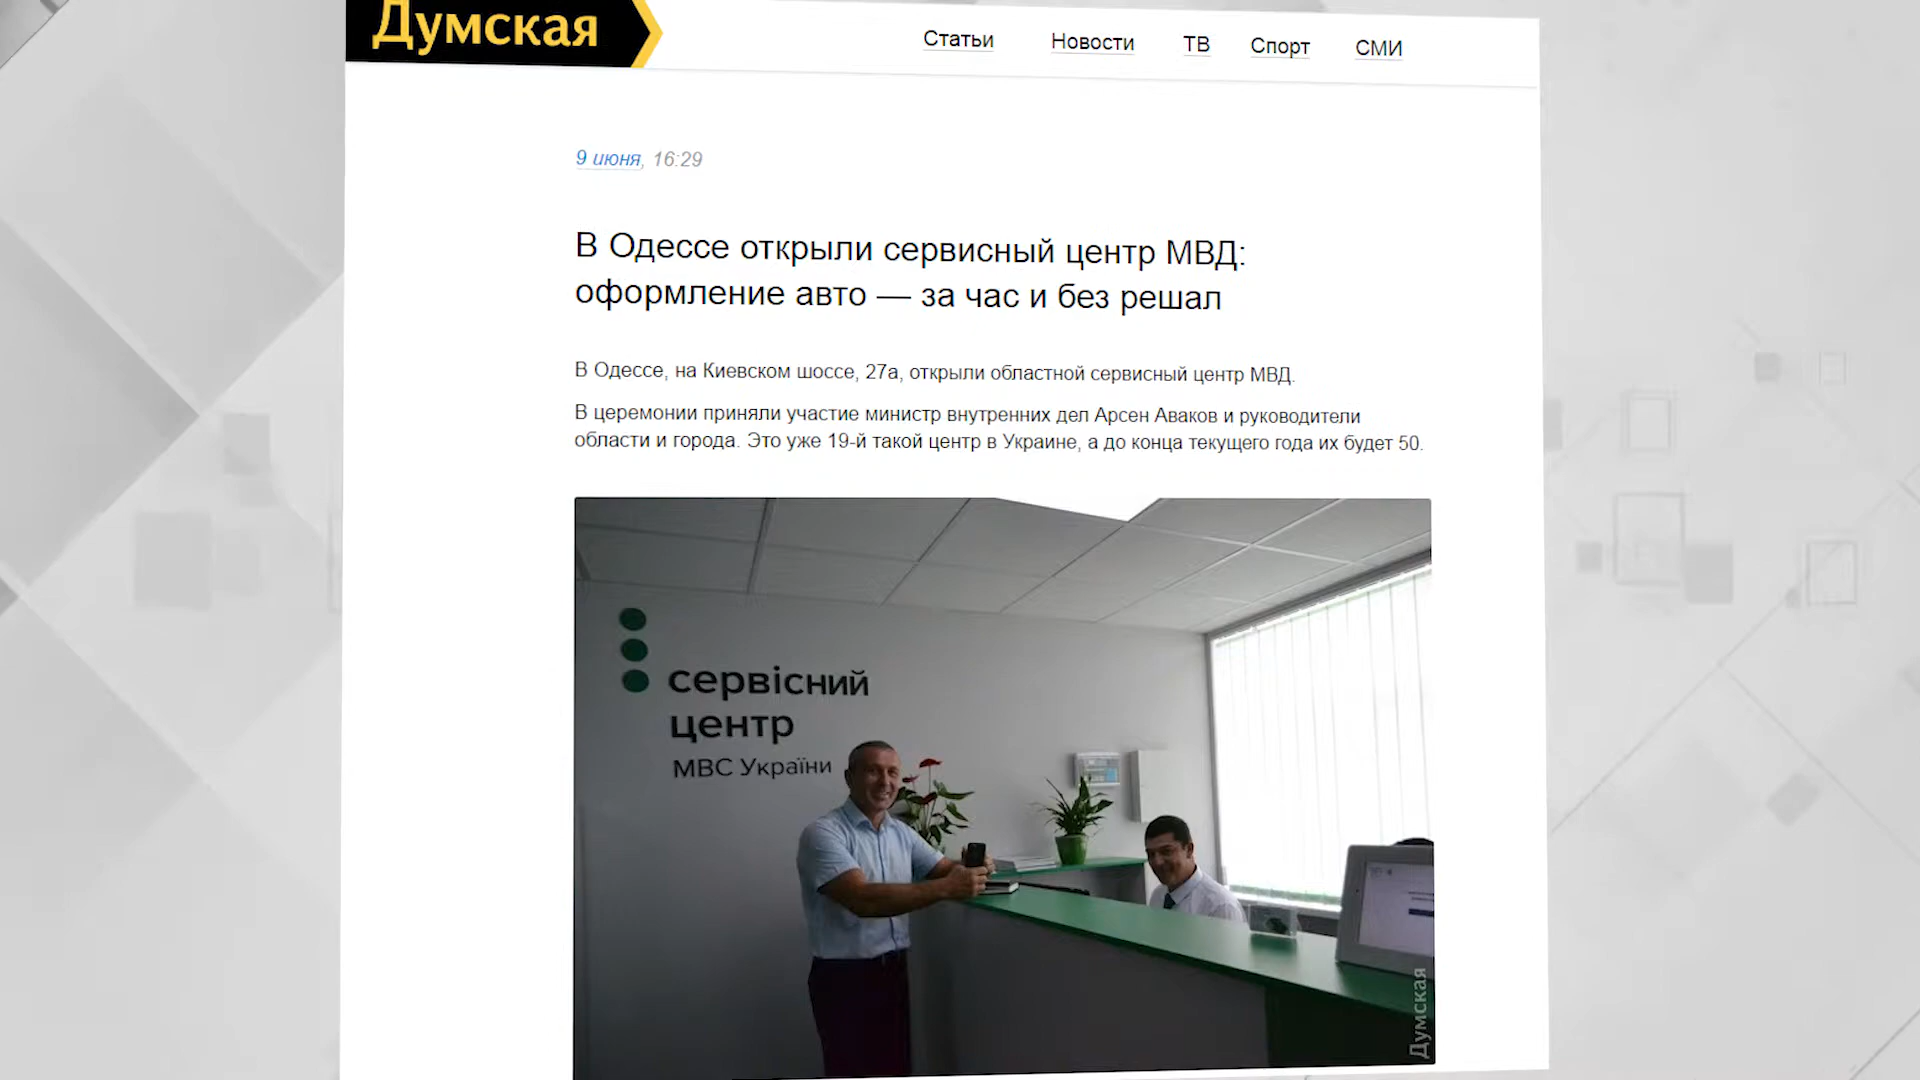 Думская
Статьи Новости ТВ Спорт СМИ
9 июня, 16:29
В Одессе открыли сервисный центр МВД:
оформление авто — за час и без решал
В Одессе, на Киевском шоссе, 27а, открыли областной сервисный центр МВД.
В церемонии приняли участие министр внутренних дел Арсен Аваков и руководители
области и города. Это уже 19-й такой центр в Украине, а до конца текущего года их будет 50.
сервісний
центр
МВС України
Думская